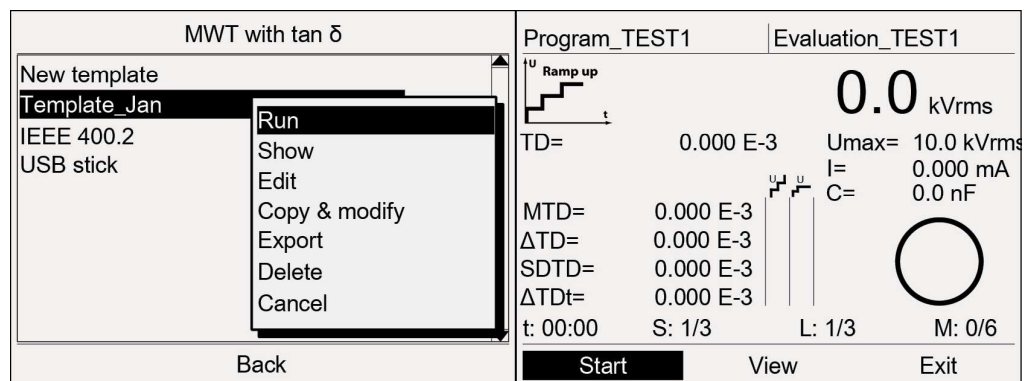 MWT with tan δ
New template
Template_Jan
IEEE 400.2
USB stick
Run
Show
Edit
Copy & modify
Export
Delete
Cancel
Back
Program_TEST1 Evaluation_TEST1
U Ramp up
t
0.0 kVrms
TD= 0.000 E-3
Umax= 10.0 kVrms
I= 0.000 mA
C= 0.0 nF
U U
MTD= 0.000 E-3
ΔTD= 0.000 E-3
SDTD= 0.000 E-3
ΔTDt= 0.000 E-3
t: 00:00 S: 1/3 L: 1/3 M: 0/6
Start View Exit